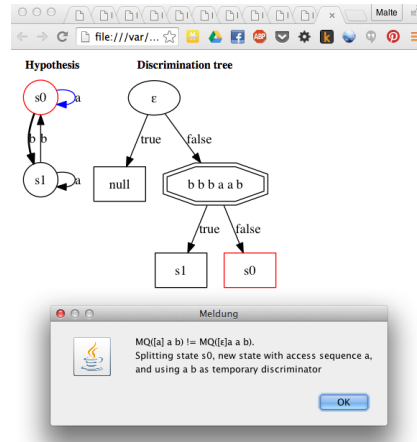 Malte
file:///var/...
Hypothesis
Discrimination tree
s0
a
ε
b b
true
false
s1
a
null
b b b a a b
true
false
s1
s0
Meldung
MQ([a] a b) != MQ([ε]a a b).
Splitting state s0, new state with access sequence a,
and using a b as temporary discriminator
OK